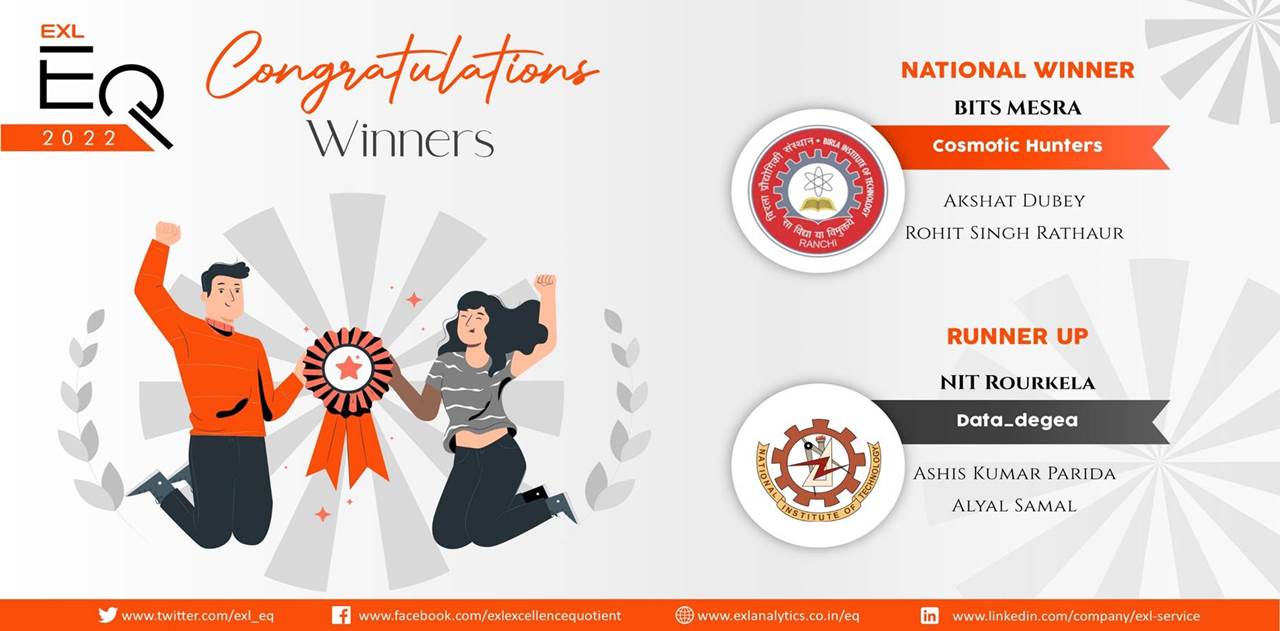 EXL
EQ
2022
Congratulations
Winners
NATIONAL WINNER
BITS MESRA
Cosmotic Hunters
AKSHAT DUBEY
ROHIT SINGH RATHAUR
बिरला प्रौद्योगिकी संस्थान • BIRLA INSTITUTE OF TECHNOLOGY
सा विद्या या विमुक्तये
RANCHI
RUNNER UP
NIT ROURKELA
Data_degea
ASHIS KUMAR PARIDA
ALYAL SAMAL
NATIONAL INSTITUTE OF TECHNOLOGY
www.twitter.com/exl_eq
www.facebook.com/exlexcellencequotient
www.exlanalytics.co.in/eq
www.linkedin.com/company/exl-service